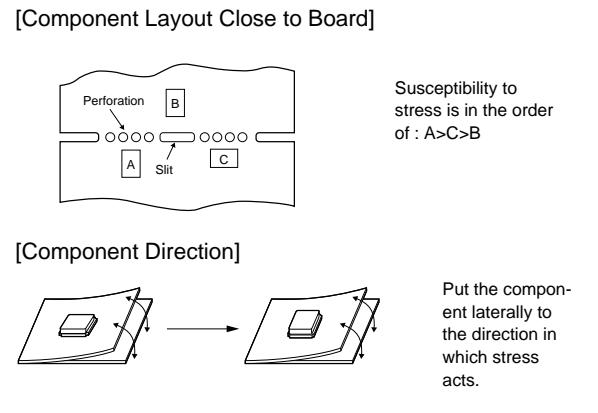 [Component Layout Close to Board]
Perforation
B
A
Slit
C
Susceptibility to
stress is in the order
of : A>C>B
[Component Direction]
Put the compon-
ent laterally to
the direction in
which stress
acts.